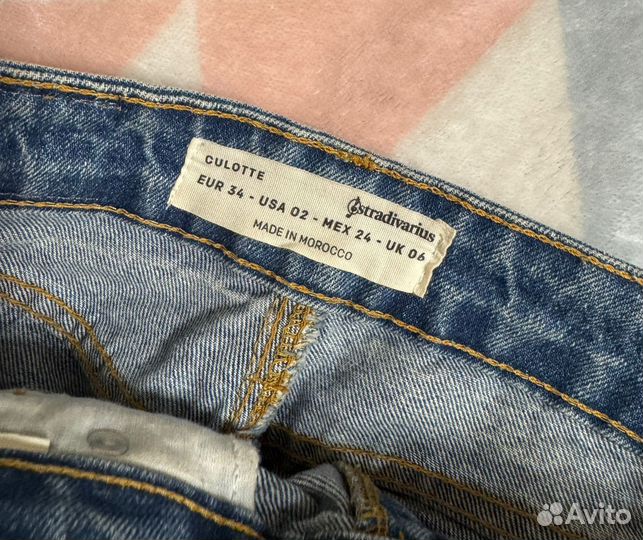 CULOTTE
stradivarius
EUR 34 - USA 02 - MEX 24 - UK 06
MADE IN MOROCCO
Avito